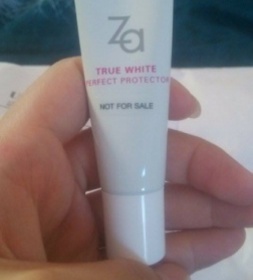 Za
TRUE WHITE
PERFECT PROTECTOR
NOT FOR SALE